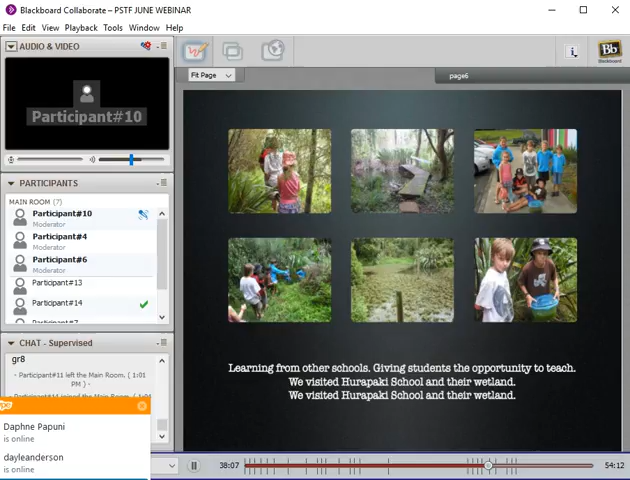 Blackboard Collaborate - PSTF JUNE WEBINAR
File Edit View Playback Tools Window Help
AUDIO & VIDEO
Participant#10
PARTICIPANTS
MAIN ROOM (7)
Participant#10
Moderator
Participant#4
Moderator
Participant#6
Moderator
Participant#13
Participant#14
CHAT - Supervised
gr8
- Participant#11 left the Main Room. ( 1:01
PM ) -
Daphne Papuni
is online
dayleanderson
is online
Fit Page
page6
i
Bb
Blackboard
Learning from other schools. Giving students the opportunity to teach.
We visited Hurapaki School and their wetland.
We visited Hurapaki School and their wetland.
38:07
54:12